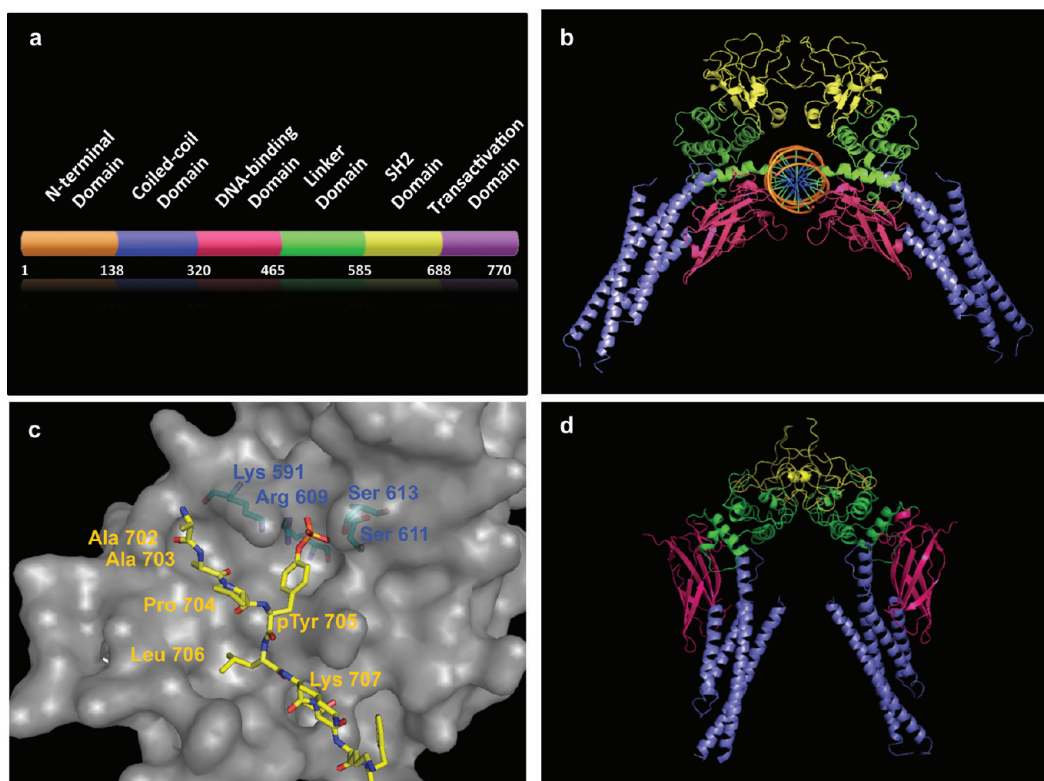 a
N-terminal
Domain
Coiled-coil
Domain
DNA-binding
Domain
Linker
Domain
SH2
Domain
Transactivation
Domain
1 138 320 465 585 688 770
b
c
Lys 591
Arg 609
Ser 613
Ser 611
Ala 702
Ala 703
Pro 704
pTyr 705
Leu 706
Lys 707
d